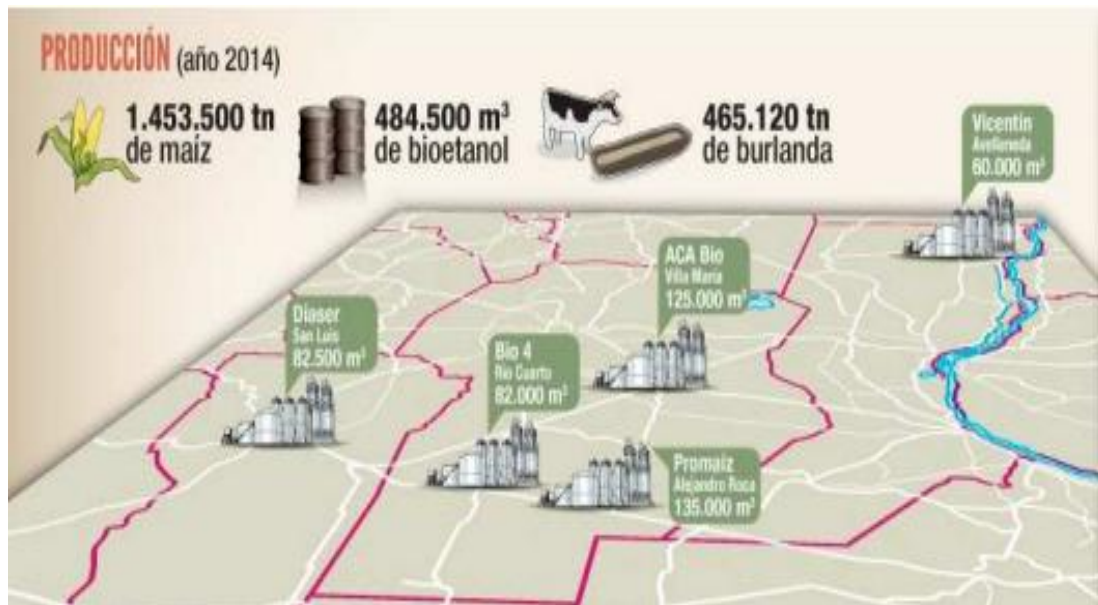 PRODUCCIÓN (año 2014)
1.453.500 tn
de maíz
484.500 m³
de bioetanol
465.120 tn
de burlanda
Vicentin
Avellaneda
60.000 m³
ACA Bio
Villa María
125.000 m³
Diaser
San Luis
82.500 m³
Bio 4
Río Cuarto
82.000 m³
Promaiz
Alejandro Roca
135.000 m³